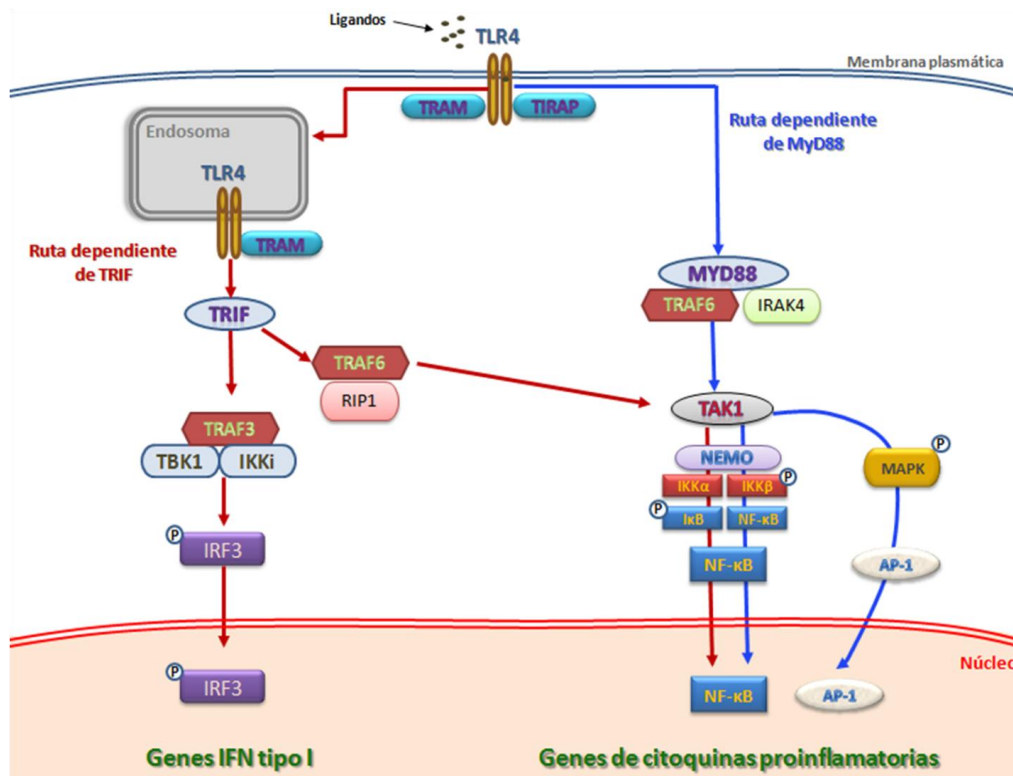 Ligandos
TLR4
Membrana plasmática
TRAM
TIRAP
Endosoma
TLR4
Ruta dependiente
de MyD88
TRAM
Ruta dependiente
de TRIF
MYD88
TRAF6
IRAK4
TRIF
TRAF6
RIP1
TAK1
TRAF3
TBK1
IKKi
NEMO
P
MAPK
IKKα
IKKβ
P
P
IκB
NF-κB
P
IRF3
NF-κB
AP-1
Núcleo
P
IRF3
NF-κB
AP-1
Genes IFN tipo I
Genes de citoquinas proinflamatorias